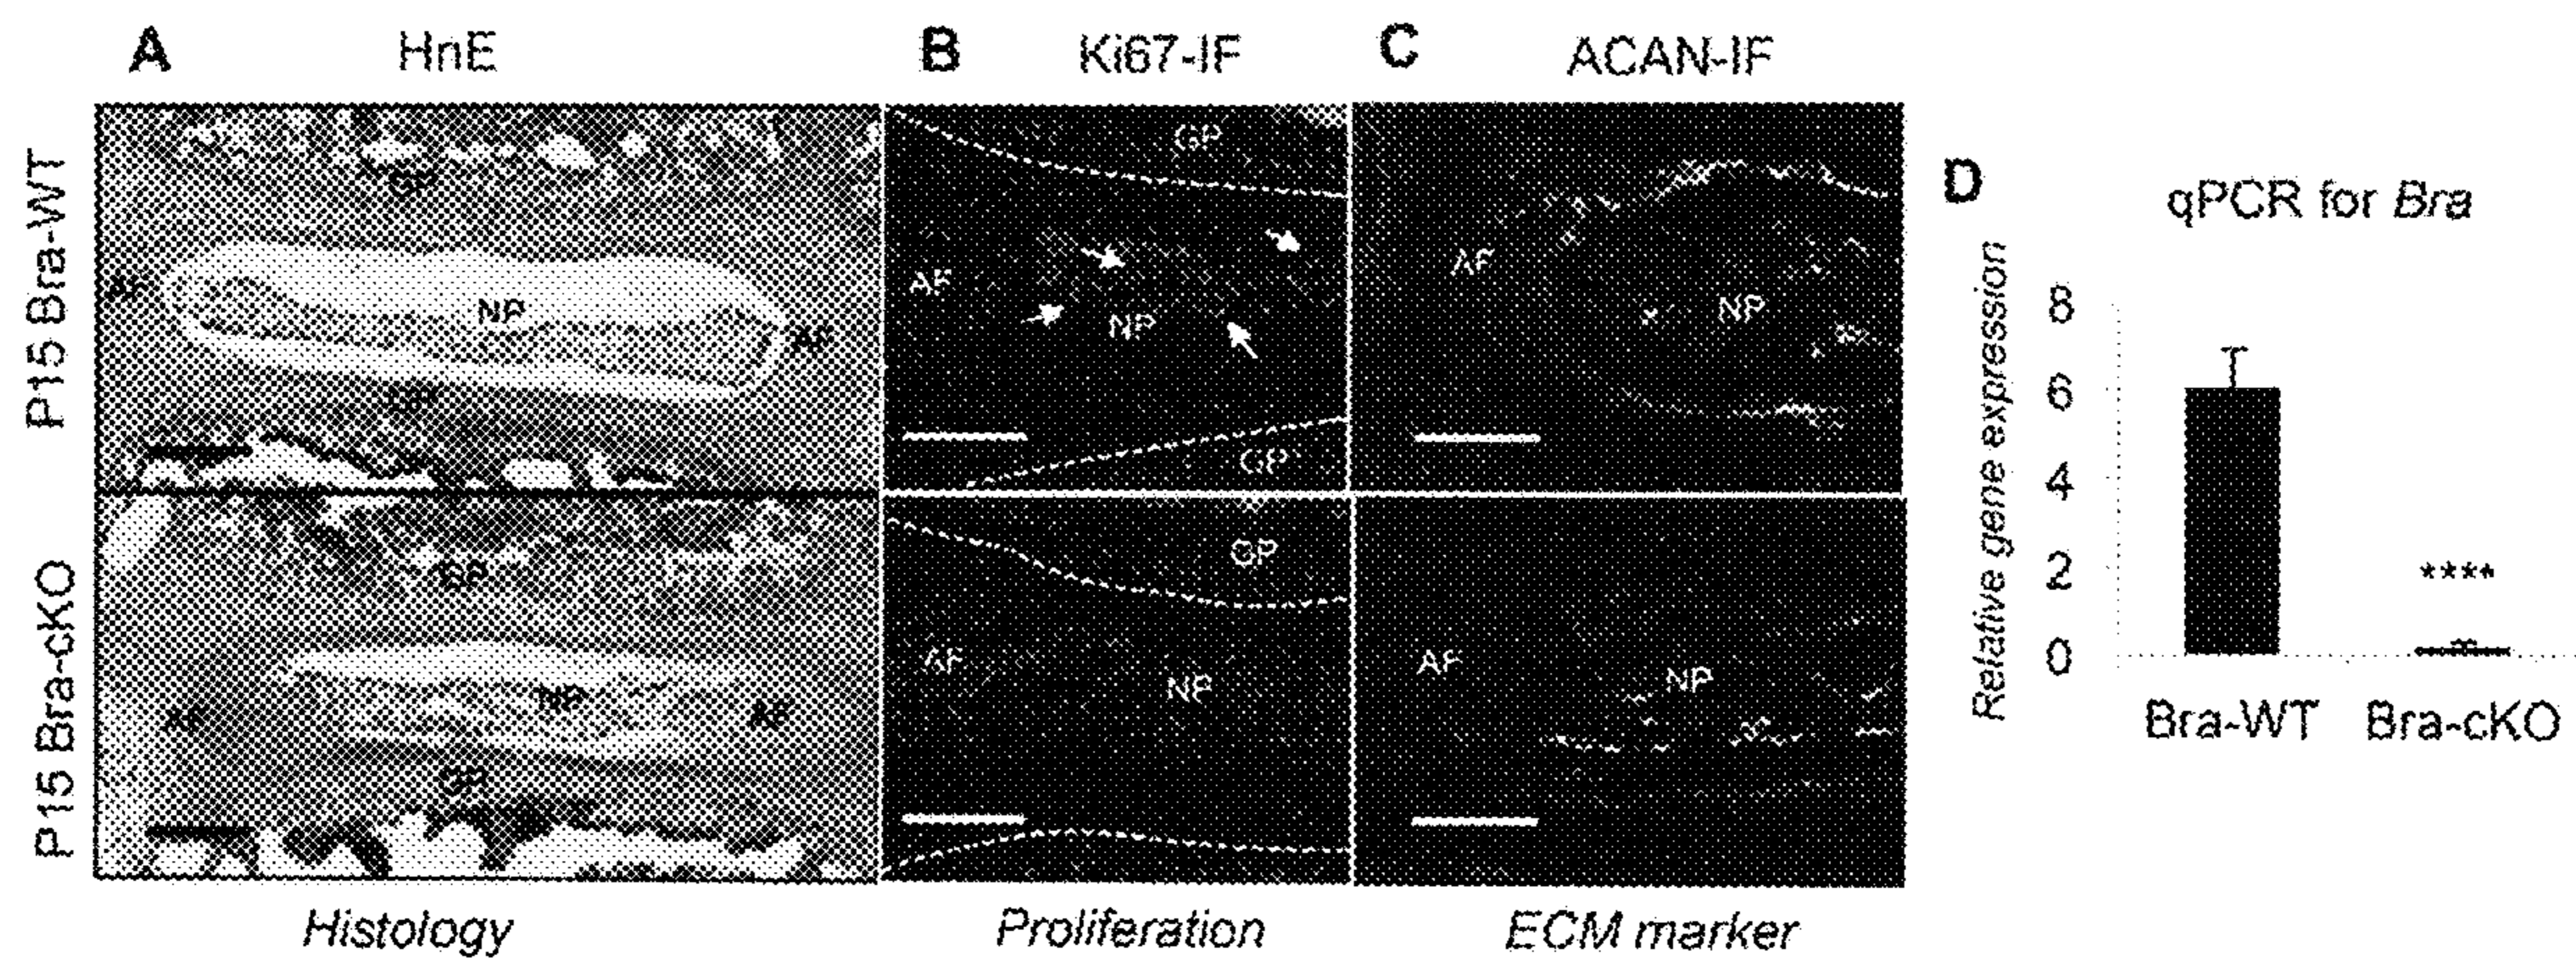 A HnE B Ki67-IF C ACAN-IF
P15 Bra-WT
GP
AF NP AF
GP
GP
AF NP
GP
AF NP
P15 Bra-cKO
GP
NP
AF AF
GP
GP
AF NP
AF NP
Histology Proliferation ECM marker
D
qPCR for Bra
Relative gene expression
8
6
4
2 ****
0
Bra-WT Bra-cKO